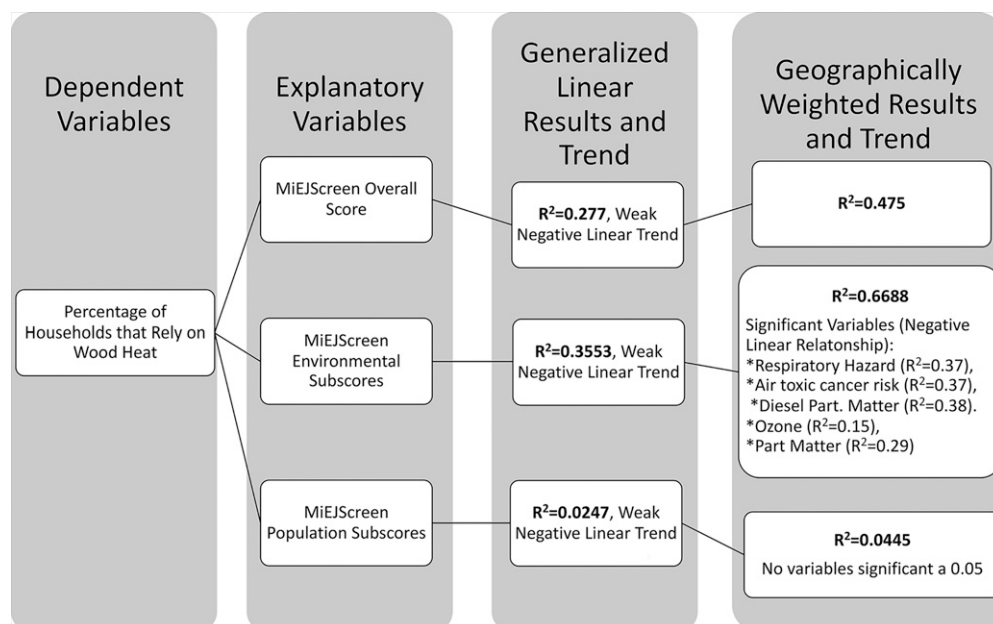 Dependent
Variables
Percentage of
Households that Rely on
Wood Heat
Explanatory
Variables
MiEJScreen Overall
Score
MiEJScreen
Environmental
Subscores
MiEJScreen
Population Subscores
Generalized
Linear
Results and
Trend
R²=0.277, Weak
Negative Linear Trend
R²=0.3553, Weak
Negative Linear Trend
R²=0.0247, Weak
Negative Linear Trend
Geographically
Weighted Results
and Trend
R²=0.475
R²=0.6688
Significant Variables (Negative
Linear Relatonship):
*Respiratory Hazard (R²=0.37),
*Air toxic cancer risk (R²=0.37),
*Diesel Part. Matter (R²=0.38).
*Ozone (R²=0.15),
*Part Matter (R²=0.29)
R²=0.0445
No variables significant a 0.05